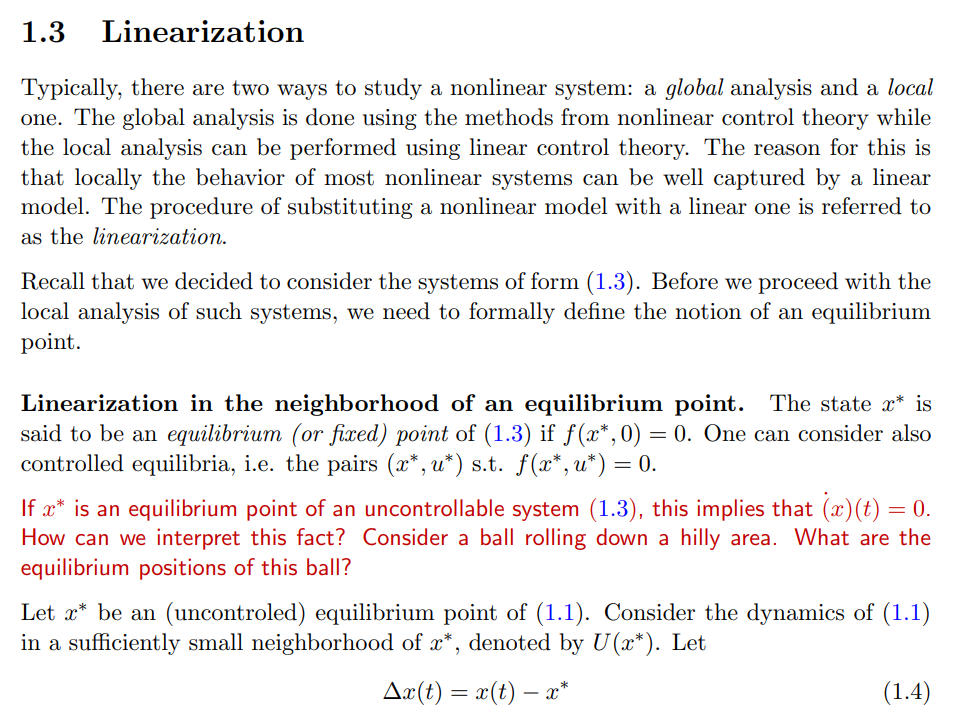 1.3 Linearization
Typically, there are two ways to study a nonlinear system: a global analysis and a local
one. The global analysis is done using the methods from nonlinear control theory while
the local analysis can be performed using linear control theory. The reason for this is
that locally the behavior of most nonlinear systems can be well captured by a linear
model. The procedure of substituting a nonlinear model with a linear one is referred to
as the linearization.
Recall that we decided to consider the systems of form (1.3). Before we proceed with the
local analysis of such systems, we need to formally define the notion of an equilibrium
point.
Linearization in the neighborhood of an equilibrium point. The state x* is
said to be an equilibrium (or fixed) point of (1.3) if f(x*, 0) = 0. One can consider also
controlled equilibria, i.e. the pairs (x*, u*) s.t. f(x*, u*) = 0.
If x* is an equilibrium point of an uncontrollable system (1.3), this implies that (̇x)(t) = 0.
How can we interpret this fact? Consider a ball rolling down a hilly area. What are the
equilibrium positions of this ball?
Let x* be an (uncontroled) equilibrium point of (1.1). Consider the dynamics of (1.1)
in a sufficiently small neighborhood of x*, denoted by U(x*). Let
Δx(t) = x(t) − x* (1.4)